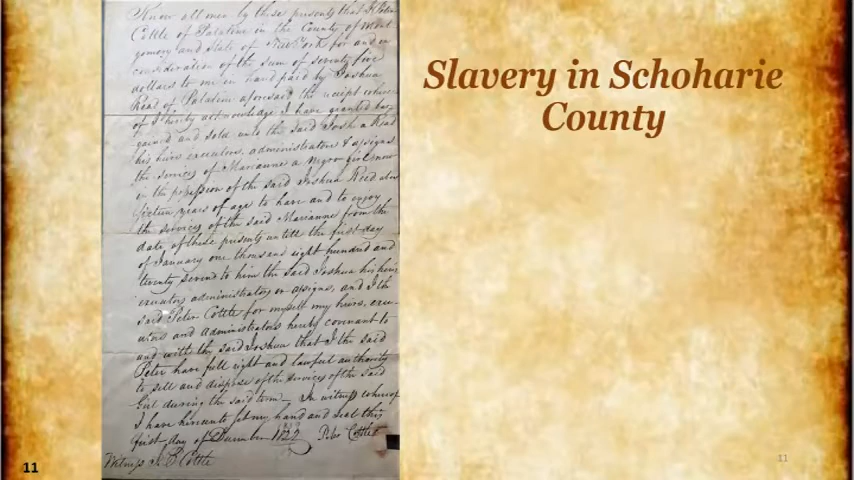 Know all men by these presents that I Peter
Cottle of Palatine in the County of Mont-
gomery and State of New York for and in
consideration of the sum of seventy five
dollars to me in hand paid by Joshua
Reed of Palatine aforesaid the receipt where
of I hereby acknowledge I have granted bar
gained and sold unto the said Joshua Reed
his heirs executors, administrators & assigns
the services of Marianne a Negro Girl now
in the possession of the said Joshua Reed
sixteen years of age to have and to enjoy
the services of the said Marianne from the
date of these presents untill the first day
of January one thousand eight hundred and
twenty seven to him the said Joshua his heirs
executors administrators or assigns, and I the
said Peter Cottle for myself my heirs, exe-
utors and Administrators hereby covenant to
and with the said Joshua that I the said
Peter have full right and lawful authority
to sell and dispose of the services of the said
Girl during the said term — In witness whereof
I have hereunto set my hand and seal this
first day of December 1822 Peter Cottle
Witness
Cottle
Slavery in Schoharie
County
11
11